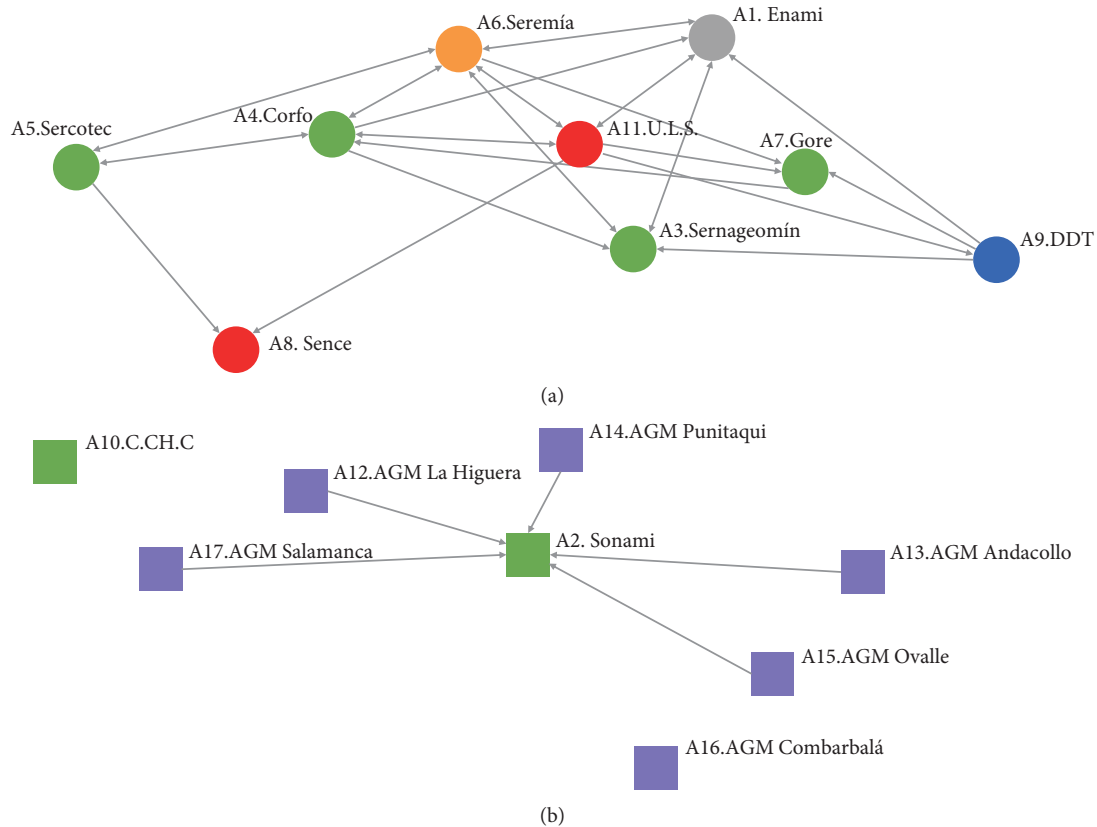 A1. Enami
A6.Seremía
A4.Corfo
A5.Sercotec
A11.U.L.S.
A7.Gore
A3.Sernageomín
A9.DDT
A8. Sence
(a)
A10.C.CH.C
A14.AGM Punitaqui
A12.AGM La Higuera
A2. Sonami
A17.AGM Salamanca
A13.AGM Andacollo
A15.AGM Ovalle
A16.AGM Combarbalá
(b)